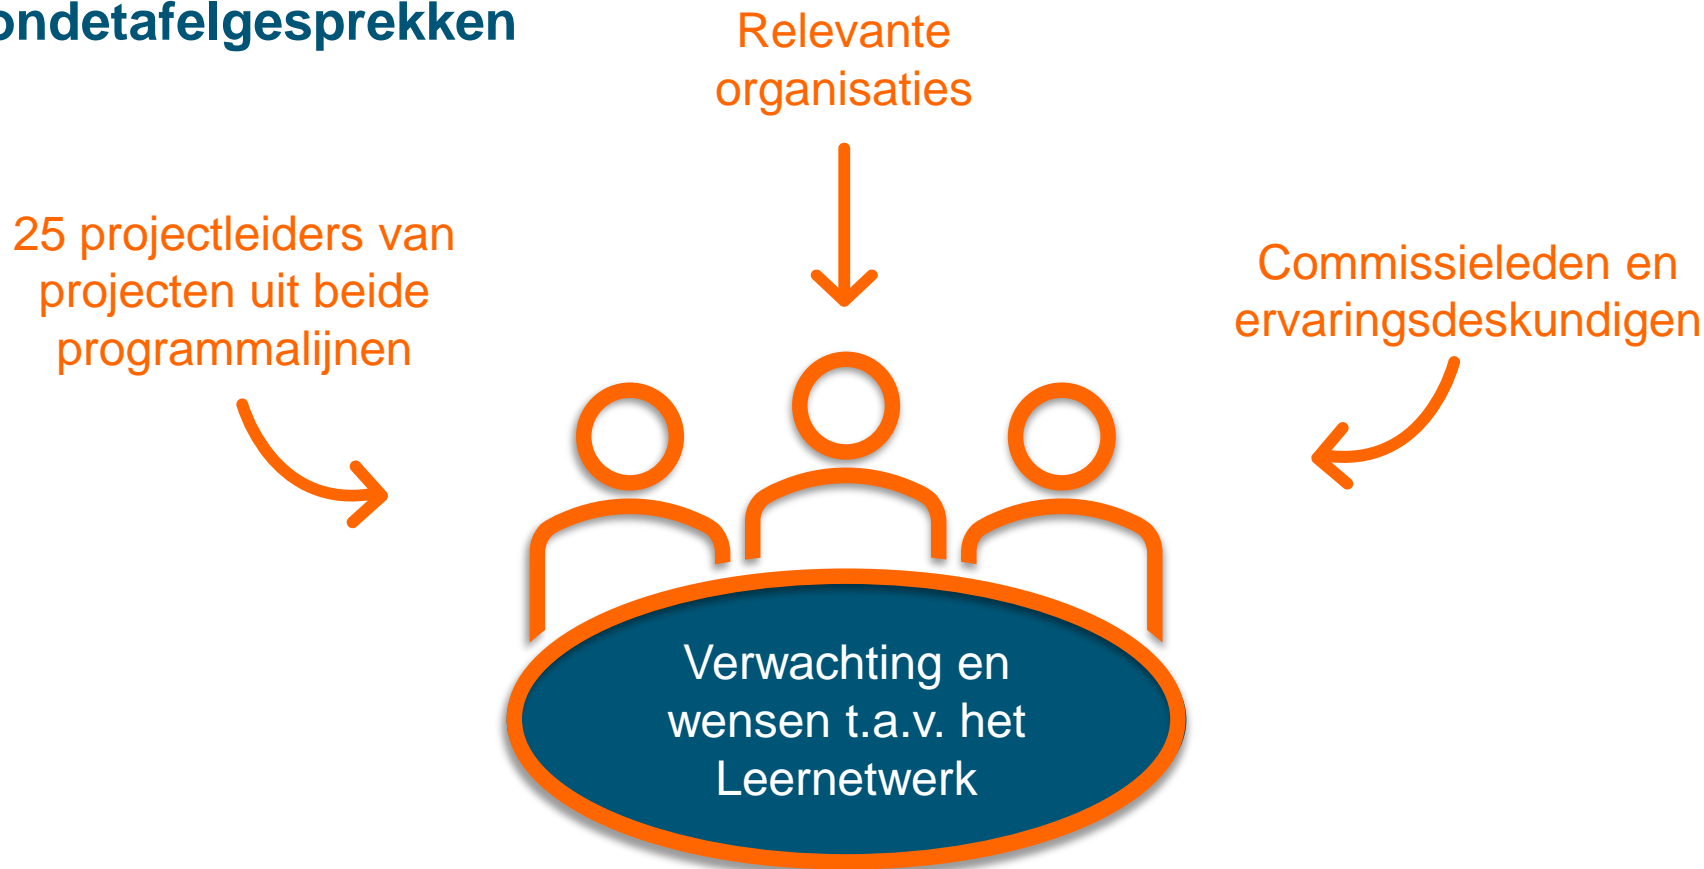 ondetafelgesprekken
Relevante
organisaties
25 projectleiders van
projecten uit beide
programmalijnen
Commissieleden en
ervaringsdeskundigen
Verwachting en
wensen t.a.v. het
Leernetwerk